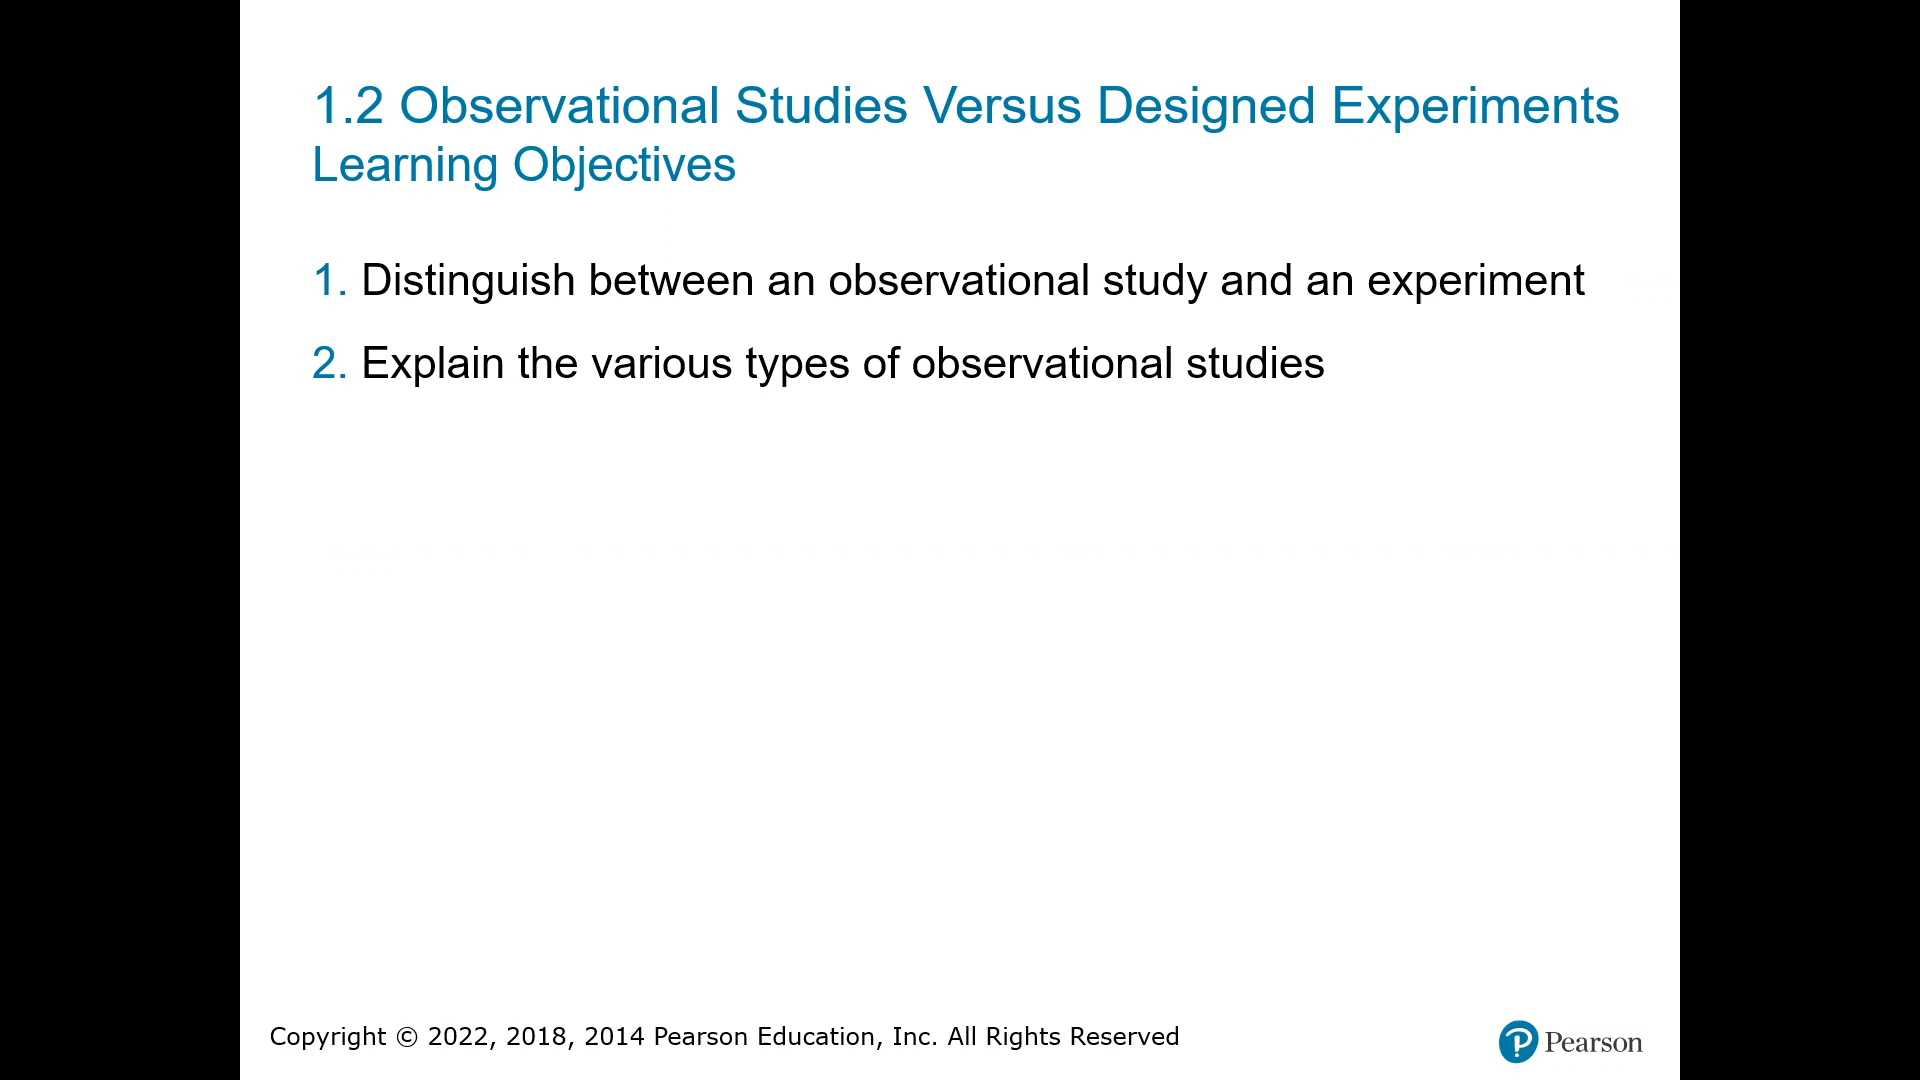 1.2 Observational Studies Versus Designed Experiments
Learning Objectives
1. Distinguish between an observational study and an experiment
2. Explain the various types of observational studies
Copyright © 2022, 2018, 2014 Pearson Education, Inc. All Rights Reserved
Pearson